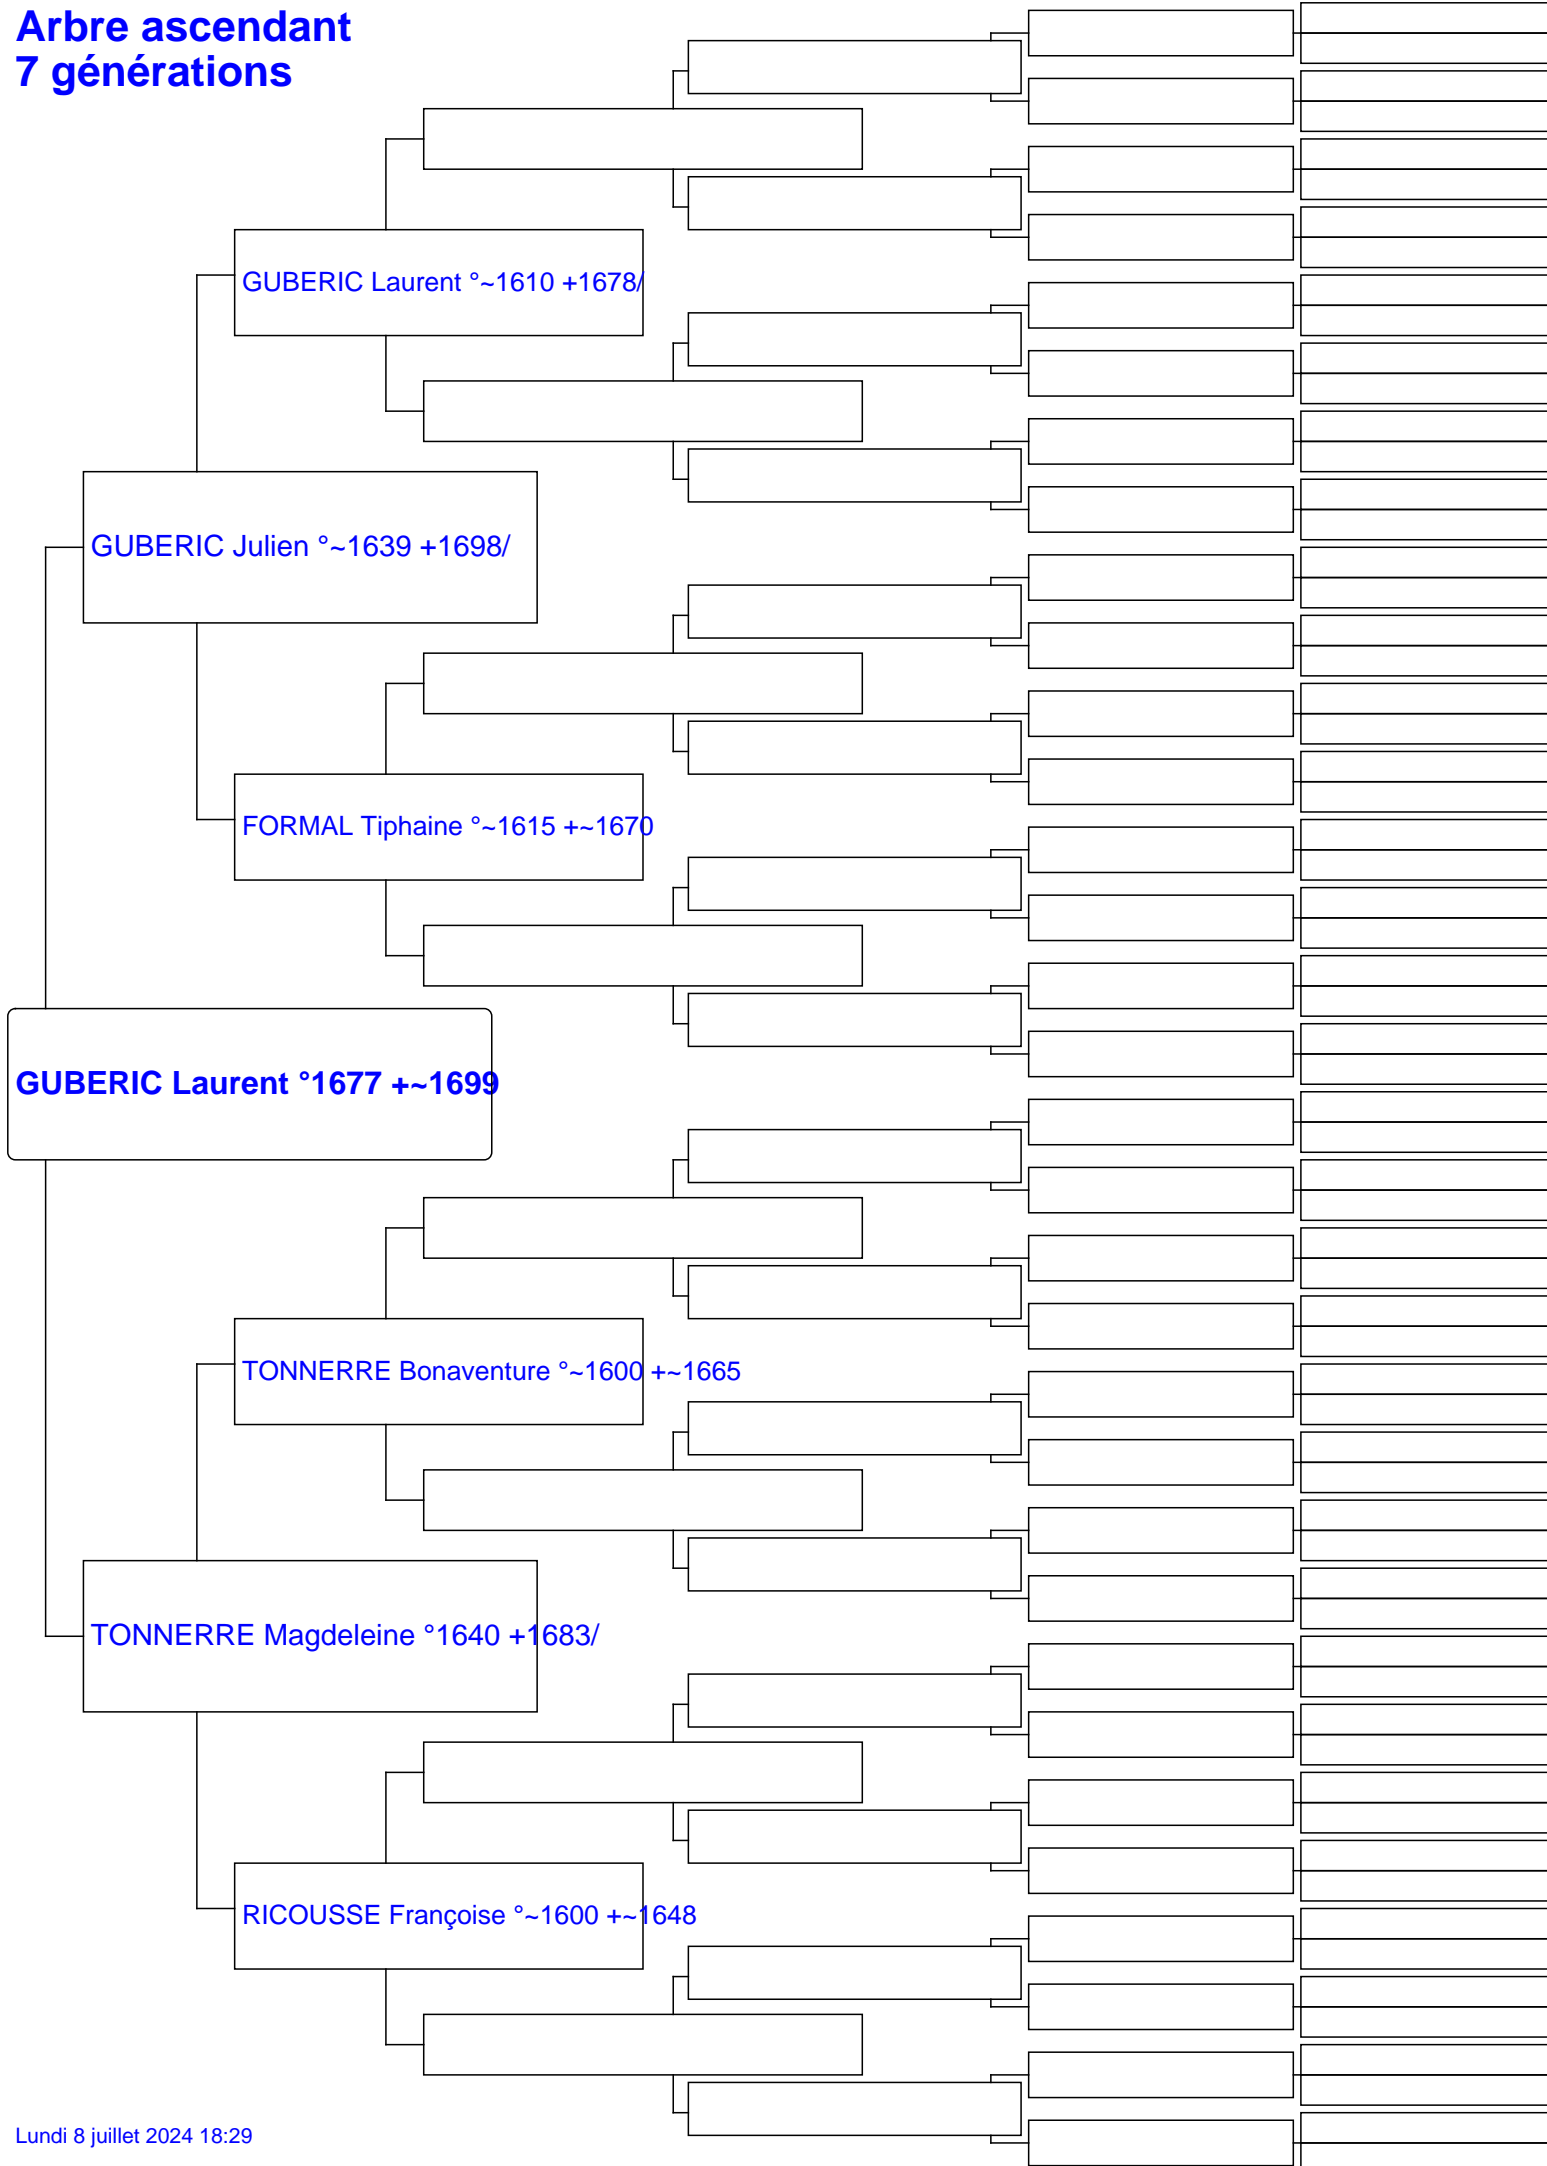 Arbre ascendant
7 générations
GUBERIC Laurent °~1610 +1678/
GUBERIC Julien °~1639 +1698/
FORMAL Tiphaine °~1615 +~1670
GUBERIC Laurent °1677 +~1699
TONNERRE Bonaventure °~1600 +~1665
TONNERRE Magdeleine °1640 +1683/
RICOUSSE Françoise °~1600 +~1648
Lundi 8 juillet 2024 18:29